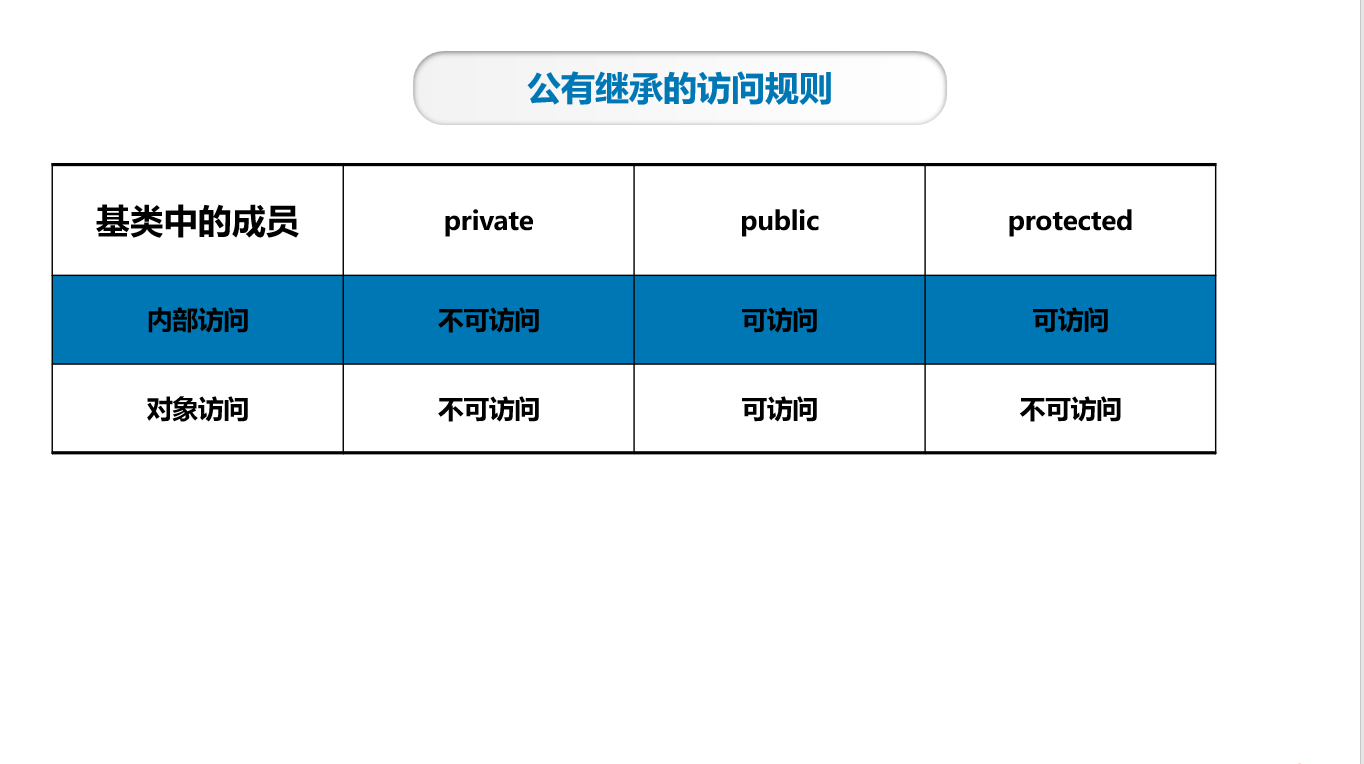 公有继承的访问规则
基类中的成员 private public protected
内部访问 不可访问 可访问 可访问
对象访问 不可访问 可访问 不可访问